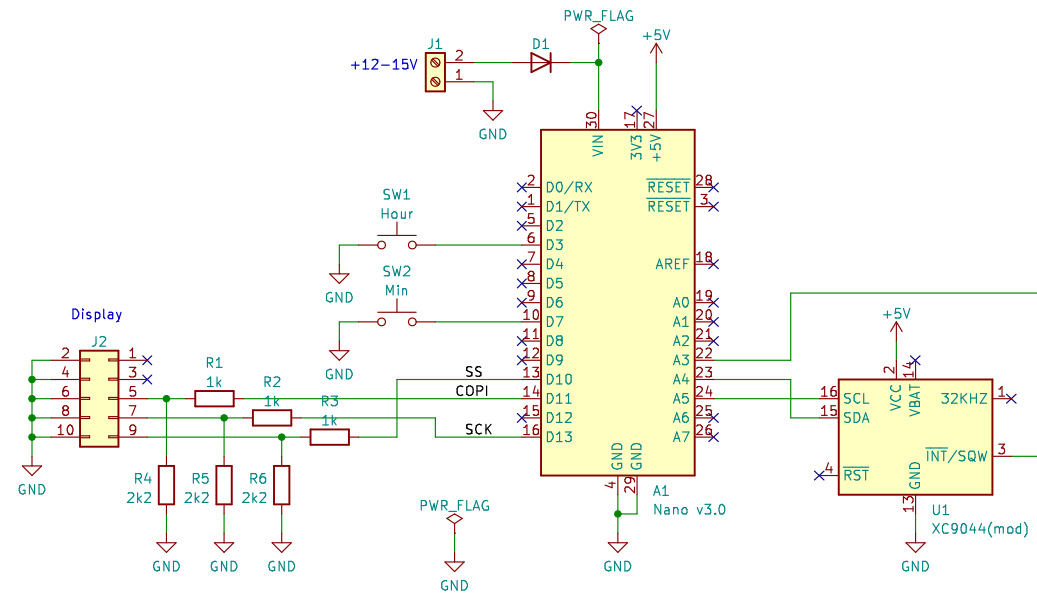 PWR_FLAG
J1
D1
+5V
+12-15V
2
1
GND
30
17
27
VIN
3V3
+5V
2
D0/RX
RESET
28
1
D1/TX
RESET
3
5
D2
SW1
Hour
6
D3
7
D4
AREF
18
GND
8
D5
SW2
Min
9
D6
A0
19
10
D7
A1
20
11
D8
A2
21
GND
12
D9
A3
22
13
D10
A4
23
SS
14
D11
A5
24
COPI
15
D12
A6
25
16
D13
A7
26
SCK
GND
GND
4
29
A1
Nano v3.0
GND
Display
J2
2
1
4
3
6
5
8
7
10
9
GND
R1
1k
R2
1k
R3
1k
R4
2k2
R5
2k2
R6
2k2
GND
GND
GND
PWR_FLAG
GND
+5V
2
14
VCC
VBAT
16
SCL
32KHZ
1
15
SDA
INT/SQW
3
4
RST
GND
13
U1
XC9044(mod)
GND